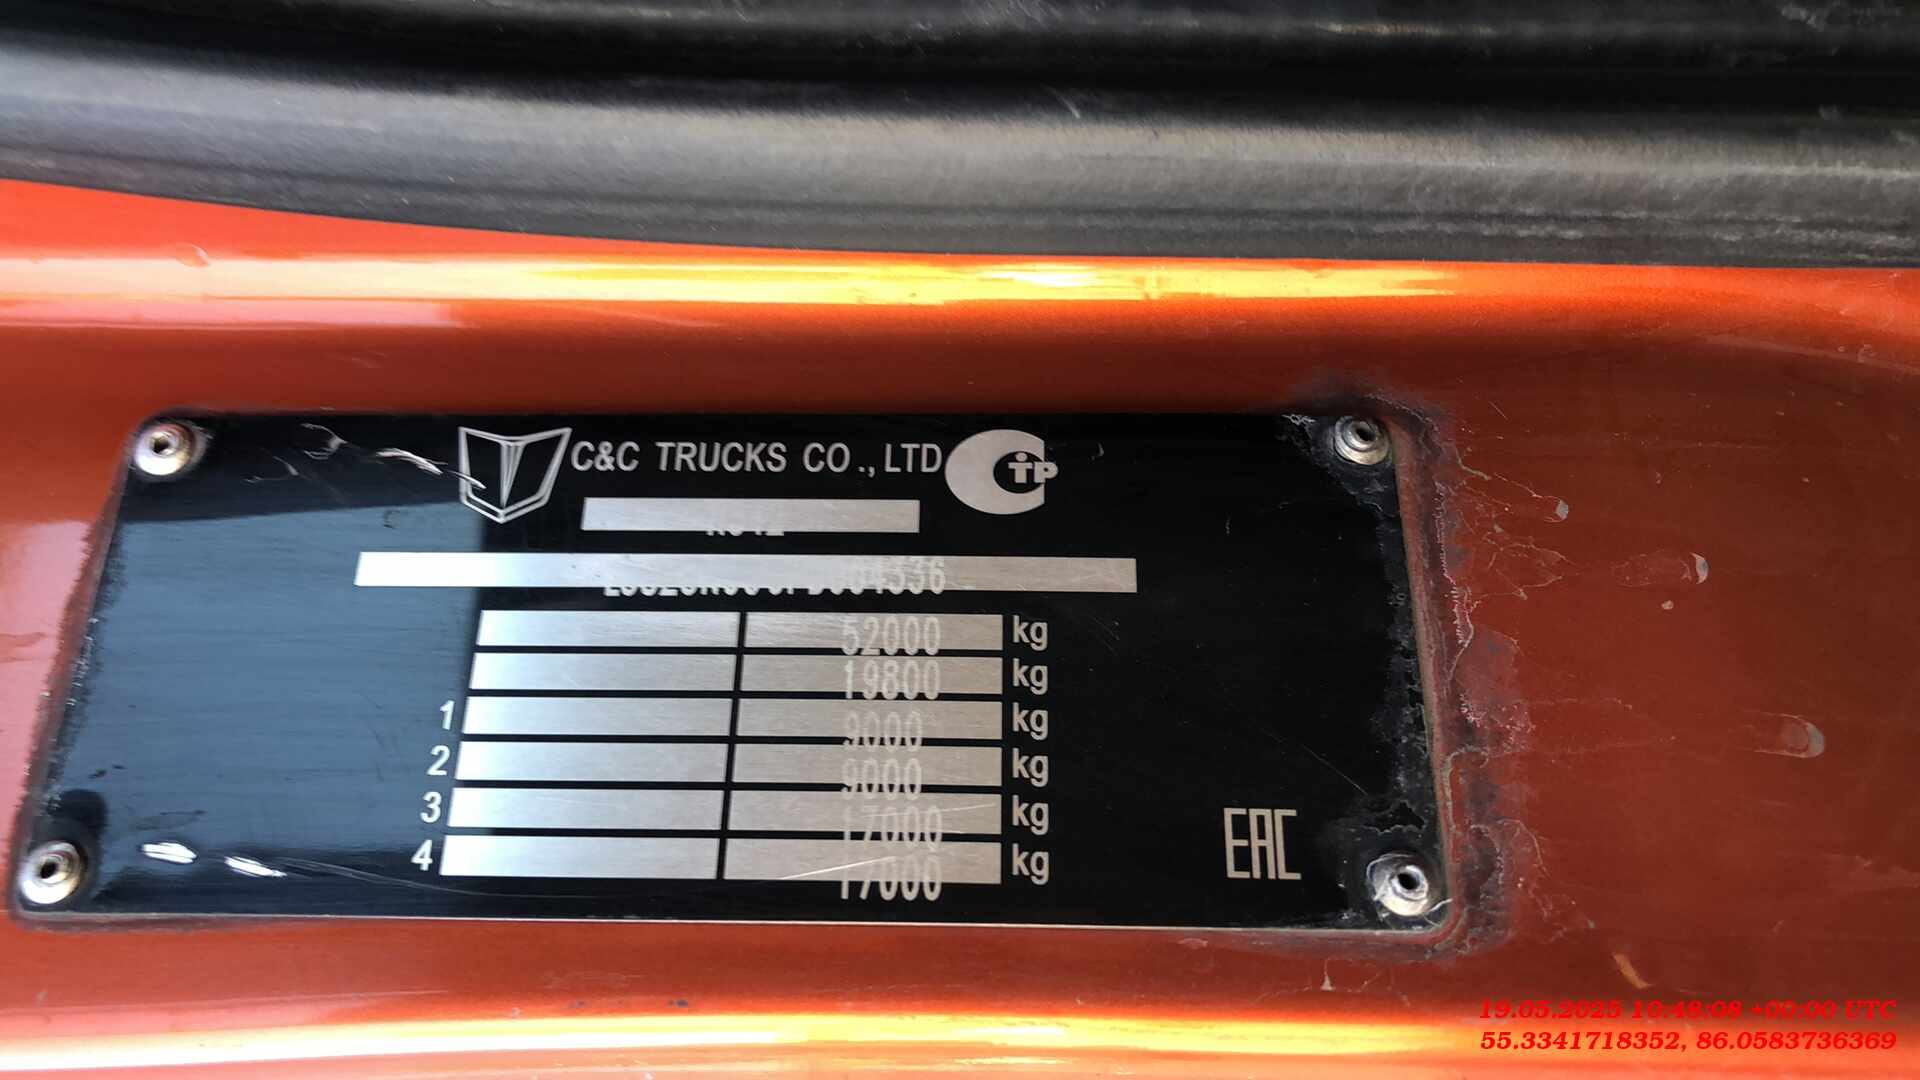 C&C TRUCKS CO., LTD
52000 kg
19800 kg
1 9000 kg
2 9000 kg
3 17000 kg
4 17000 kg
EAC
19.05.2025 10:48:08 +00:00 UTC
55.3341718352, 86.0583736369